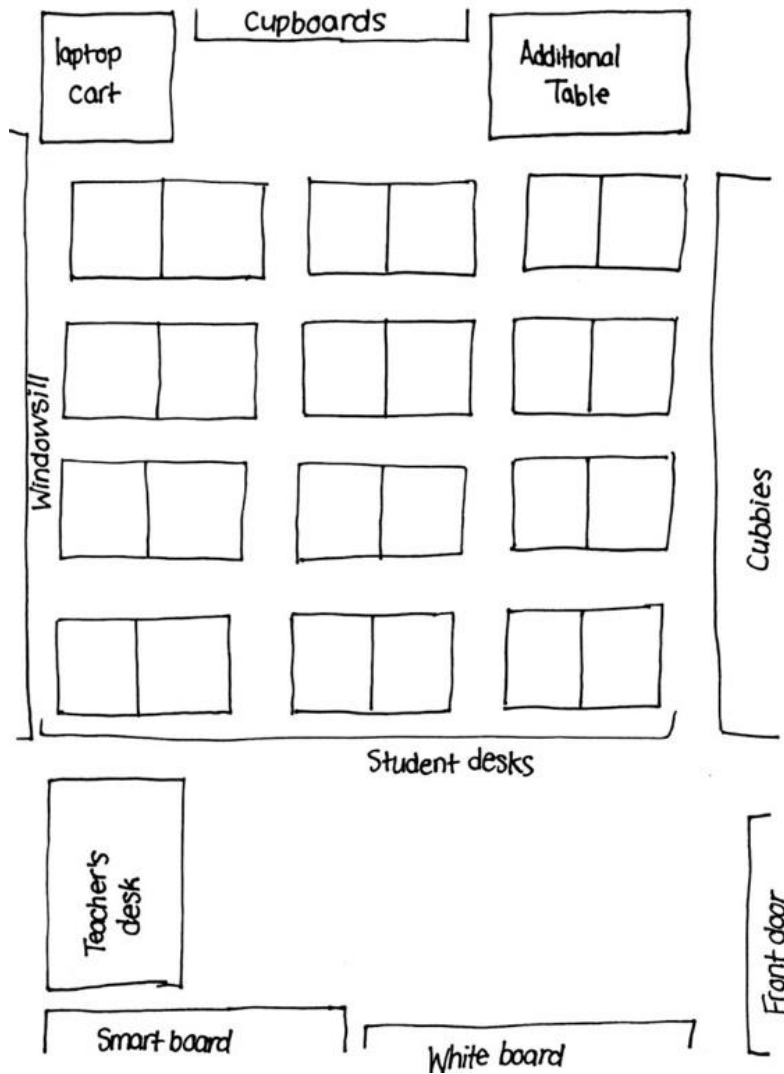 Cupboards
laptop
cart
Additional
Table
Windowsill
Cubbies
Student desks
Teacher's
desk
Front door
Smart board
White board